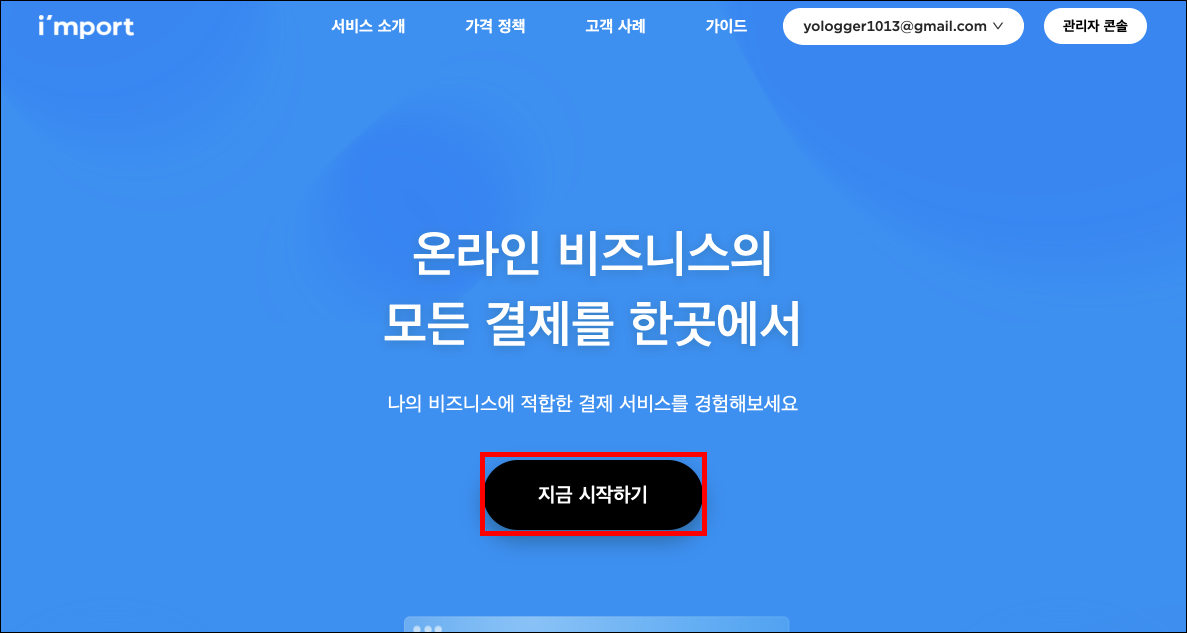 i'mport
서비스 소개
가격 정책
고객 사례
가이드
yologger1013@gmail.com
관리자 콘솔
온라인 비즈니스의
모든 결제를 한곳에서
나의 비즈니스에 적합한 결제 서비스를 경험해보세요
지금 시작하기